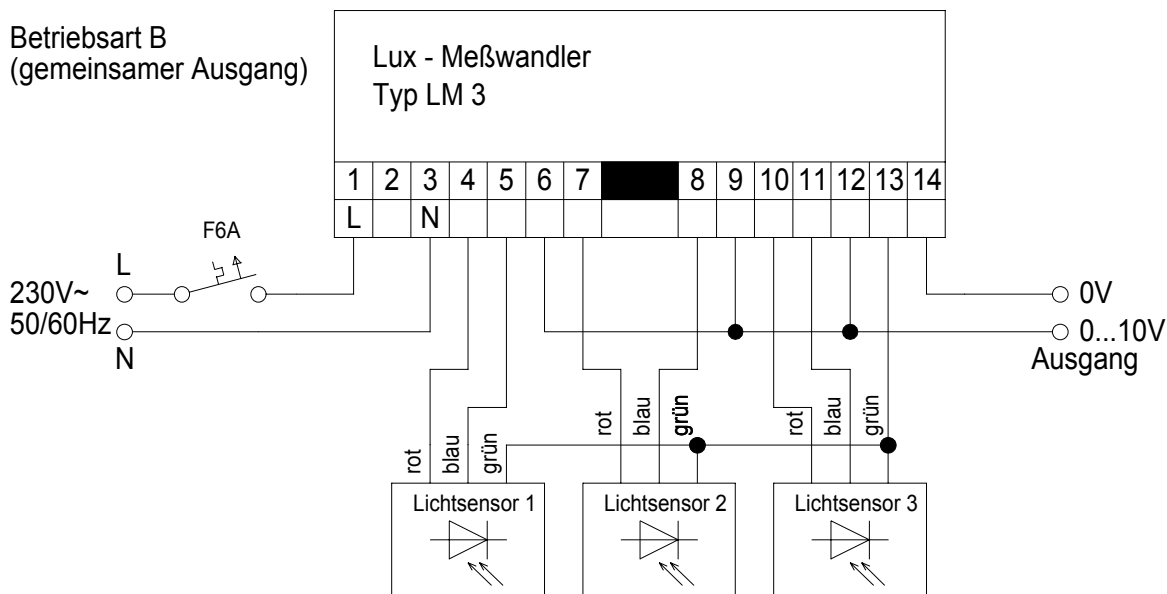 Betriebsart B
(gemeinsamer Ausgang)
Lux - Meßwandler
Typ LM 3
1 2 3 4 5 6 7 8 9 10 11 12 13 14
L N
F6A
L
230V~
50/60Hz
N
0V
0...10V
Ausgang
rot blau grün
rot blau grün
rot blau grün
Lichtsensor 1
Lichtsensor 2
Lichtsensor 3